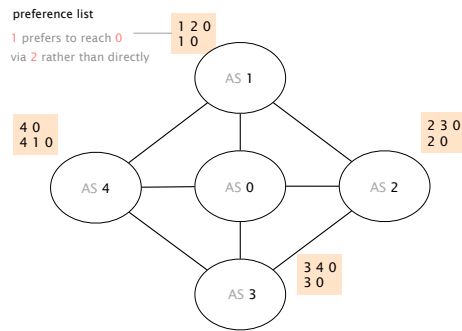 preference list
1 prefers to reach 0
via 2 rather than directly
1 2 0
1 0
AS 1
4 0
4 1 0
2 3 0
2 0
AS 4
AS 0
AS 2
3 4 0
3 0
AS 3